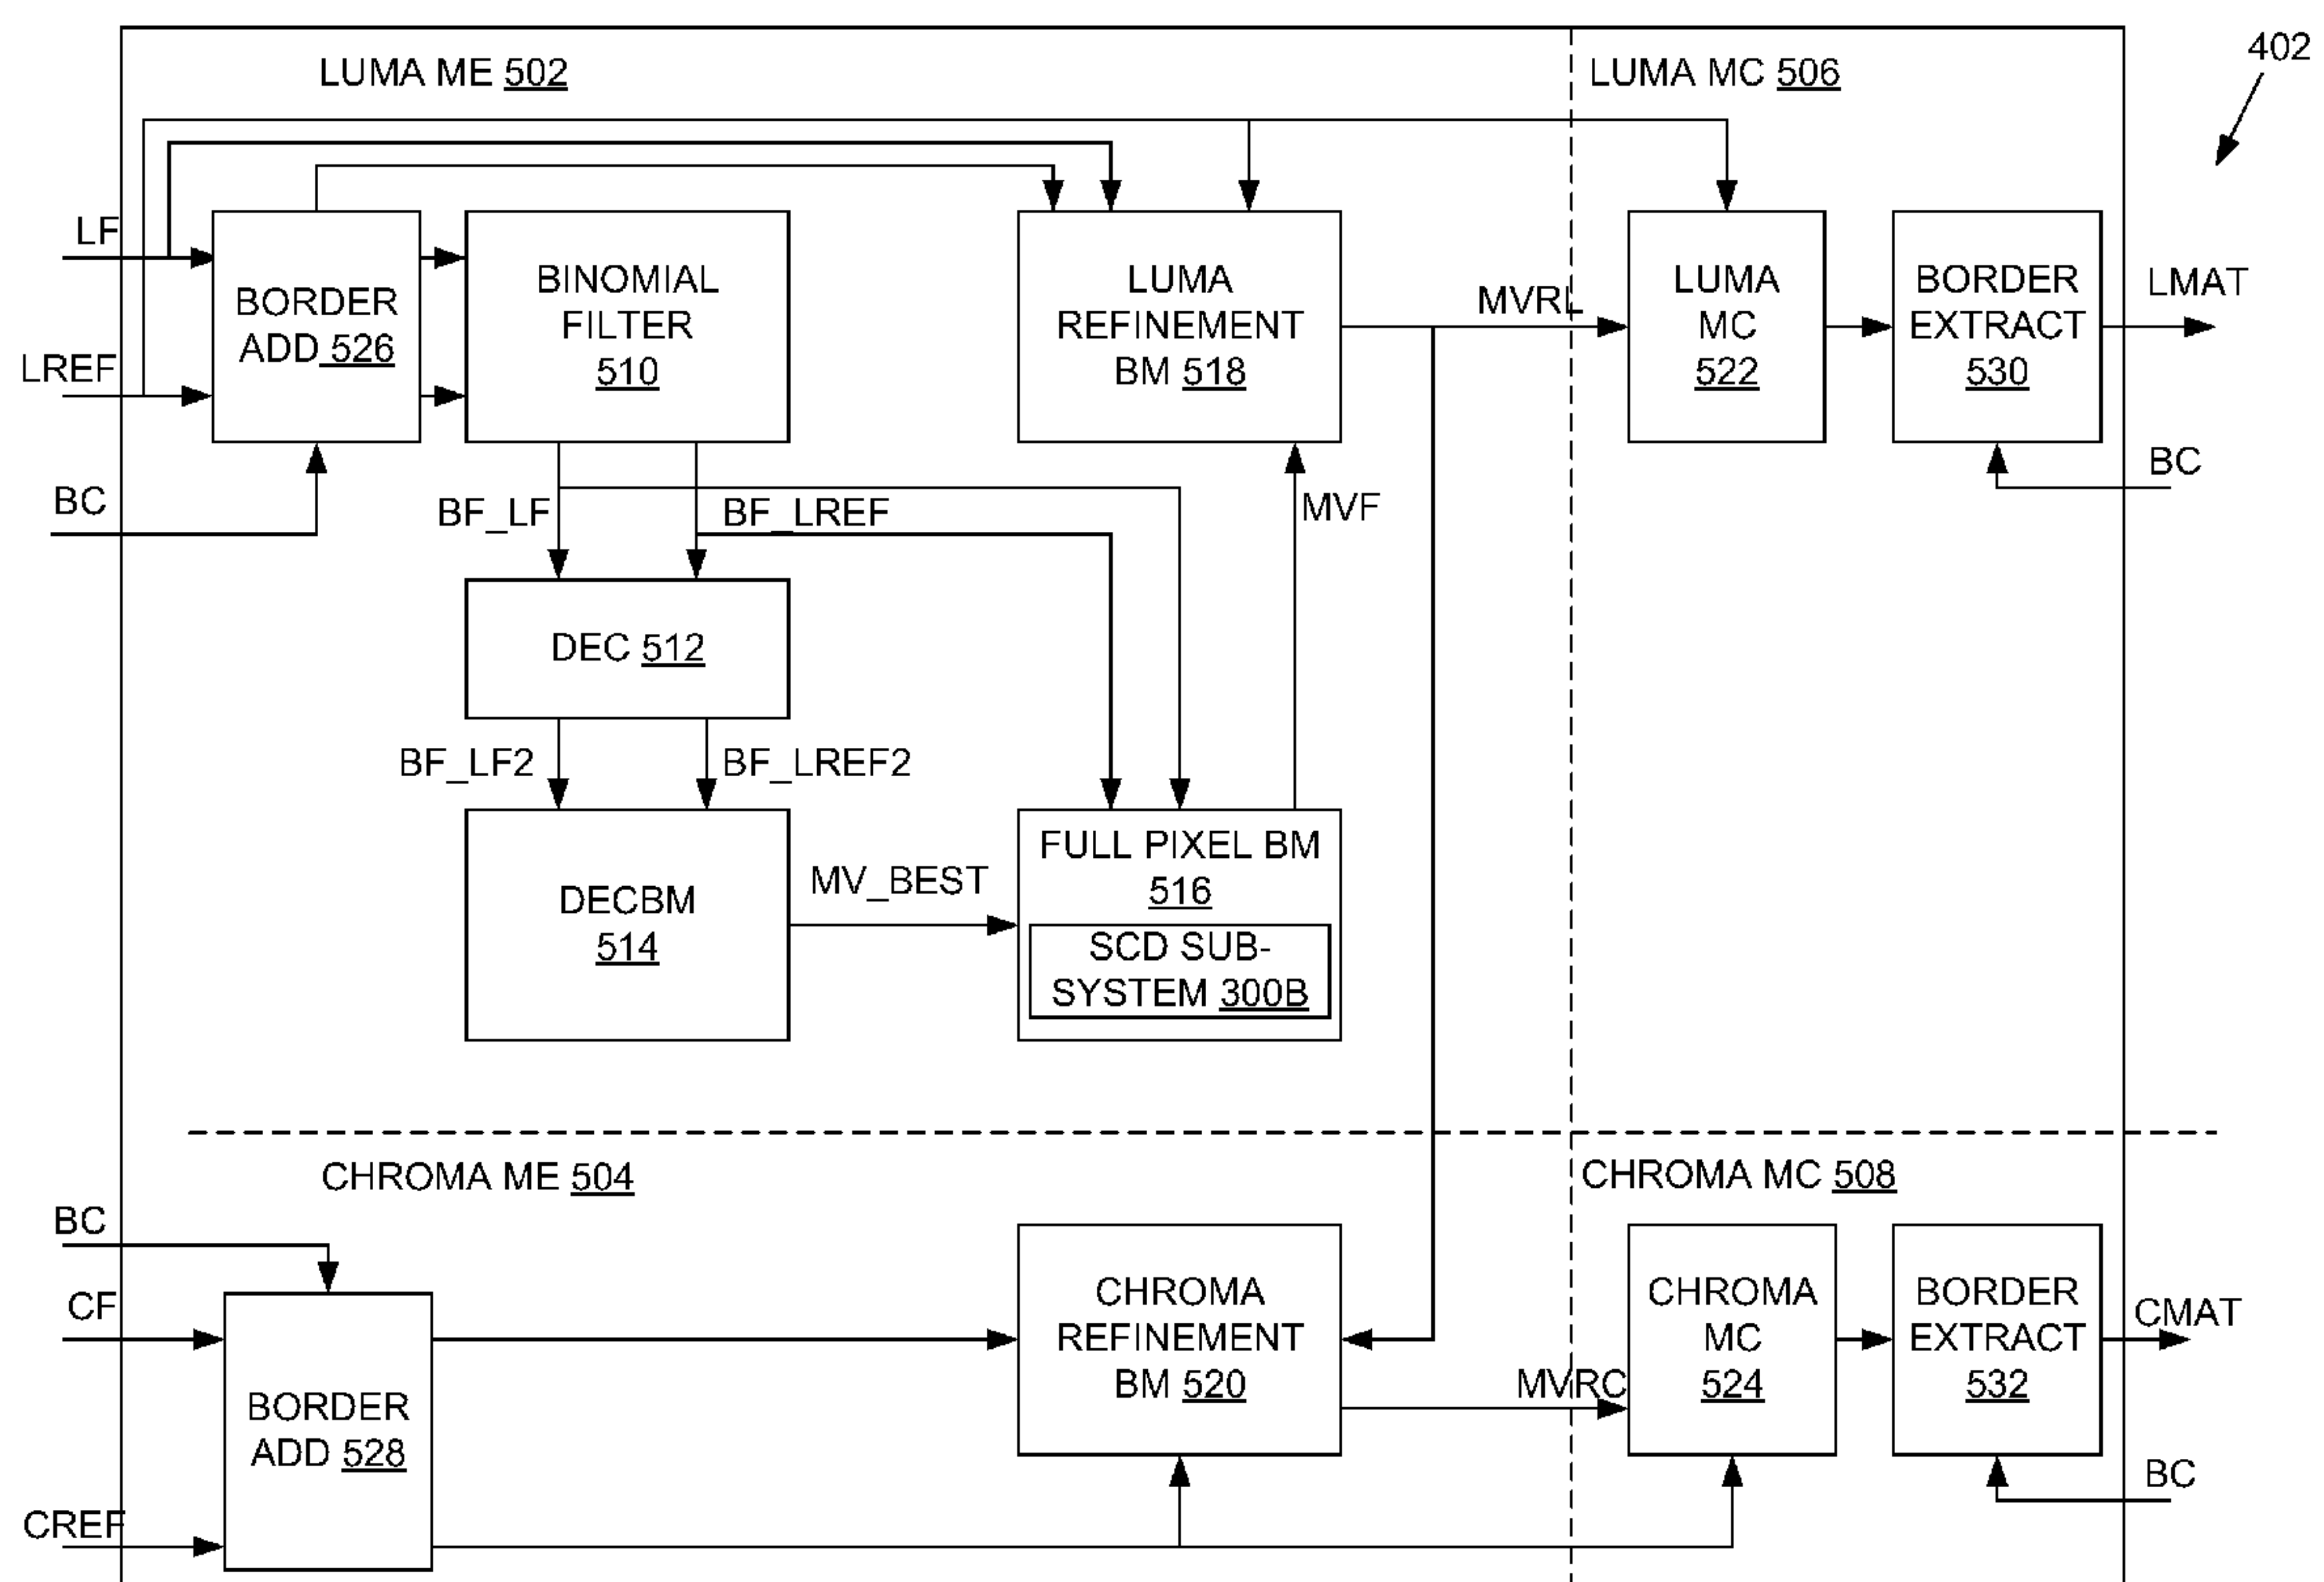 402
LUMA ME 502
LUMA MC 506
LF
LREF
BC
BORDER
ADD 526
BINOMIAL
FILTER
510
LUMA
REFINEMENT
BM 518
MVRL
LUMA
MC
522
BORDER
EXTRACT
530
LMAT
BC
BF_LF
BF_LREF
MVF
DEC 512
BF_LF2
BF_LREF2
DECBM
514
MV_BEST
FULL PIXEL BM
516
SCD SUB-
SYSTEM 300B
CHROMA ME 504
CHROMA MC 508
BC
CF
CREF
BORDER
ADD 528
CHROMA
REFINEMENT
BM 520
MVRC
CHROMA
MC
524
BORDER
EXTRACT
532
CMAT
BC